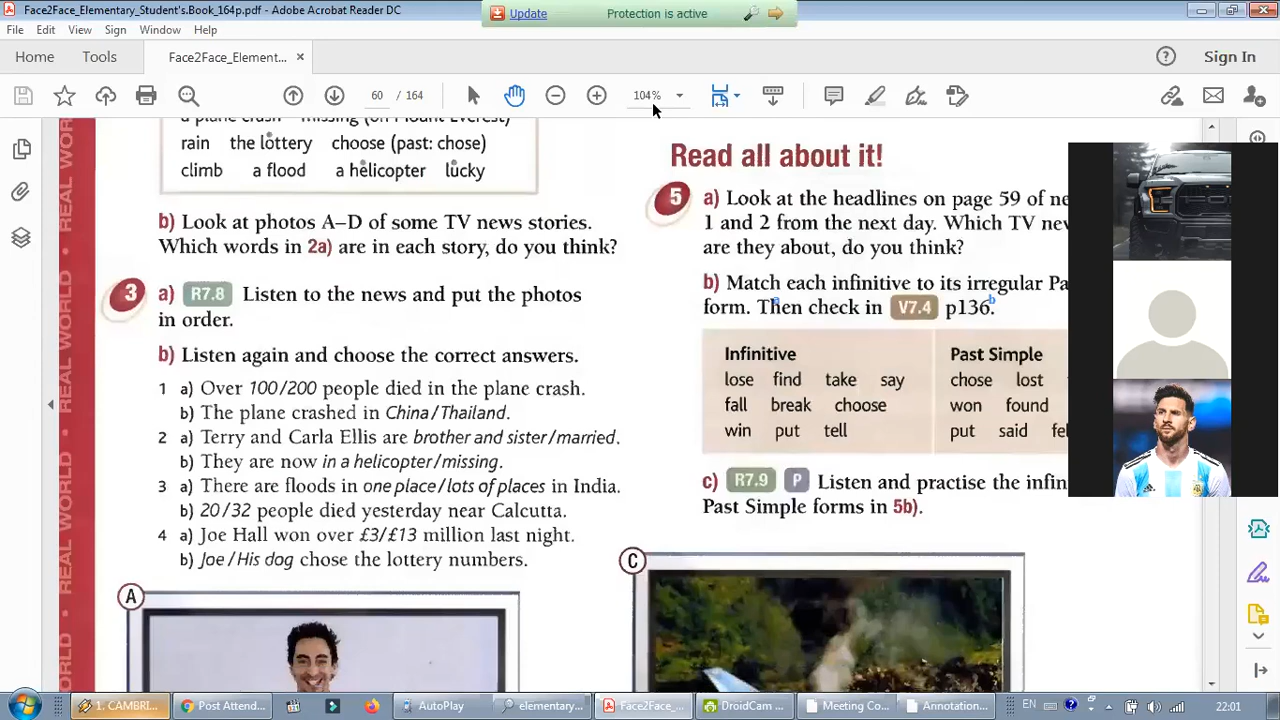 Face2Face_Elementary_Student's.Book_164p.pdf - Adobe Acrobat Reader DC
Update
Protection is active
File Edit View Sign Window Help
Home
Tools
Face2Face_Element...
Sign In
60 / 164
104%
rain the lottery choose (past: chose)
climb a flood a helicopter lucky
b) Look at photos A–D of some TV news stories.
Which words in 2a) are in each story, do you think?
3 a) R7.8 Listen to the news and put the photos
in order.
b) Listen again and choose the correct answers.
1 a) Over 100/200 people died in the plane crash.
b) The plane crashed in China/Thailand.
2 a) Terry and Carla Ellis are brother and sister/married.
b) They are now in a helicopter/missing.
3 a) There are floods in one place/lots of places in India.
b) 20/32 people died yesterday near Calcutta.
4 a) Joe Hall won over £3/£13 million last night.
b) Joe/His dog chose the lottery numbers.
A
REAL WORLD • REAL WORLD • REAL WORLD
Read all about it!
5 a) Look at the headlines on page 59 of
1 and 2 from the next day. Which TV
are they about, do you think?
b) Match each infinitive to its irregular
form. Then check in V7.4 p136.
Infinitive
lose find take say
fall break choose
win put tell
Past Simple
chose lost
won found
put said
c) R7.9 P Listen and practise the
Past Simple forms in 5b).
C
1. CAMBRI...
Post Attend...
AutoPlay
elementary...
Face2Face_...
DroidCam ...
Meeting Co...
Annotation...
EN
22:01